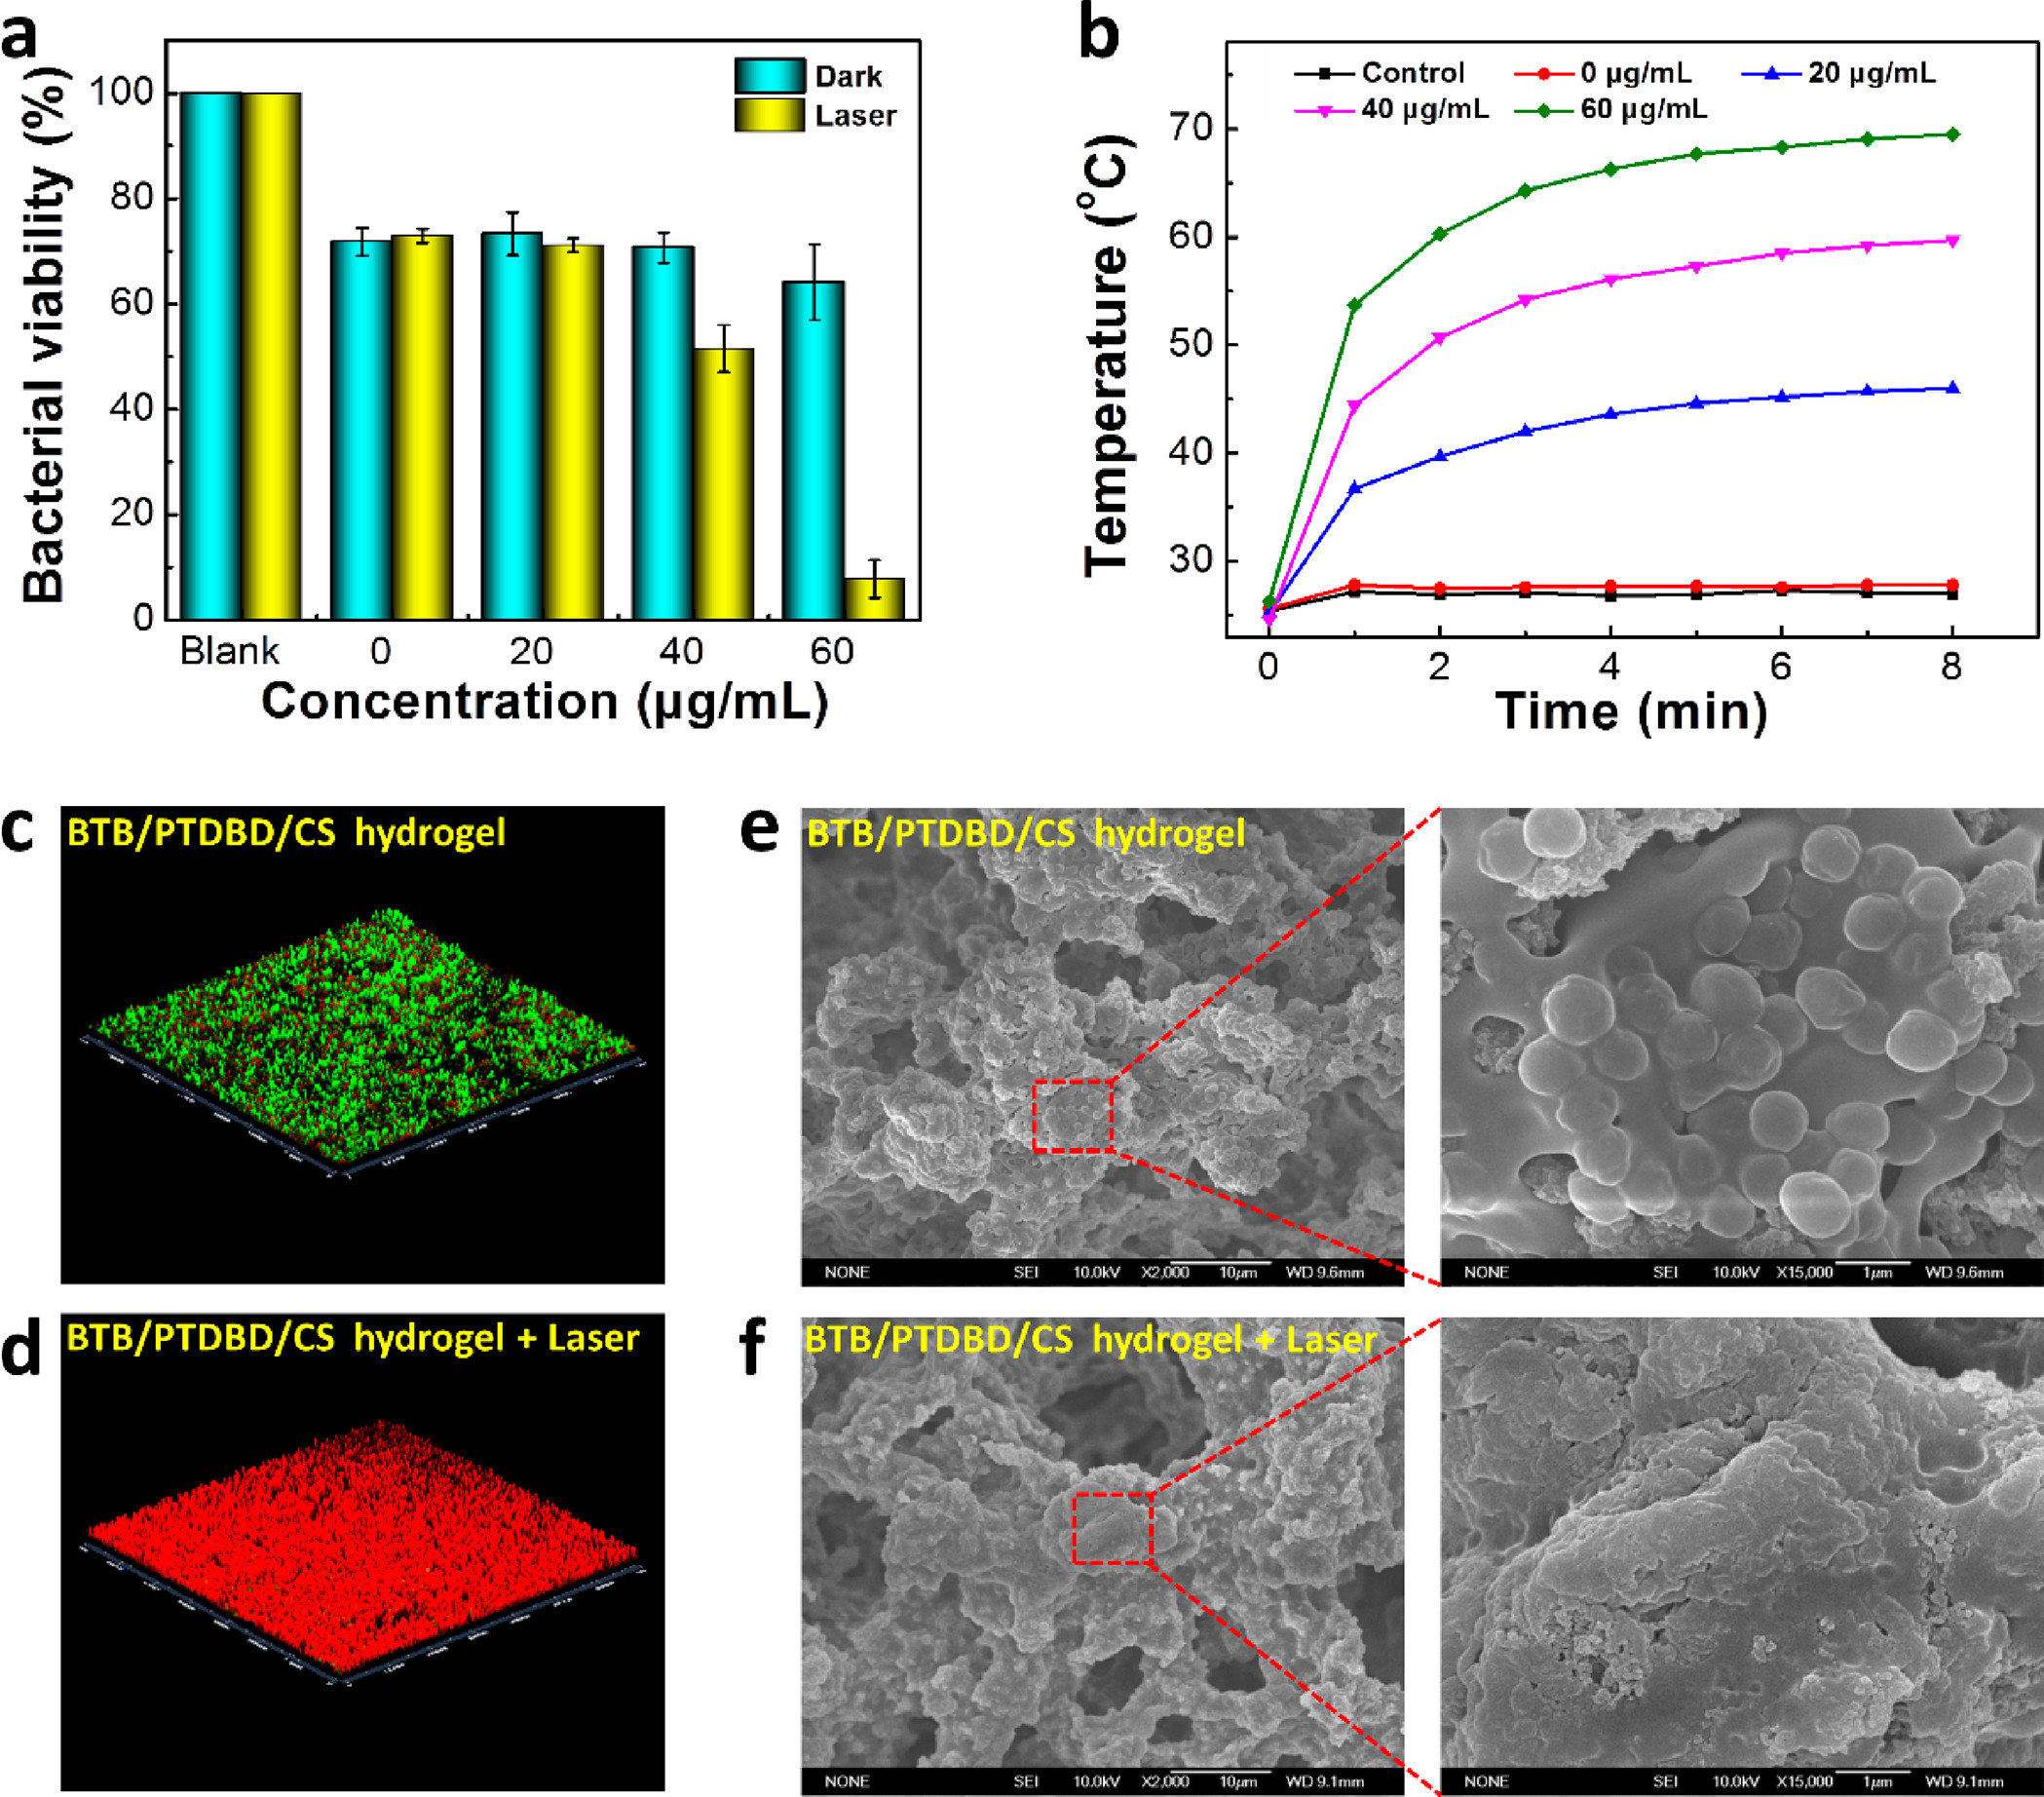 a
Bacterial viability (%)
100
80
60
40
20
0
Dark
Laser
Blank 0 20 40 60
Concentration (µg/mL)
b
Temperature (°C)
70
60
50
40
30
Control 0 µg/mL 20 µg/mL
40 µg/mL 60 µg/mL
0 2 4 6 8
Time (min)
c
BTB/PTDBD/CS hydrogel
d
BTB/PTDBD/CS hydrogel + Laser
e
BTB/PTDBD/CS hydrogel
NONE SEI 10.0kV X2,000 10µm WD 9.6mm
NONE SEI 10.0kV X15,000 1µm WD 9.6mm
f
BTB/PTDBD/CS hydrogel + Laser
NONE SEI 10.0kV X2,000 10µm WD 9.1mm
NONE SEI 10.0kV X15,000 1µm WD 9.1mm